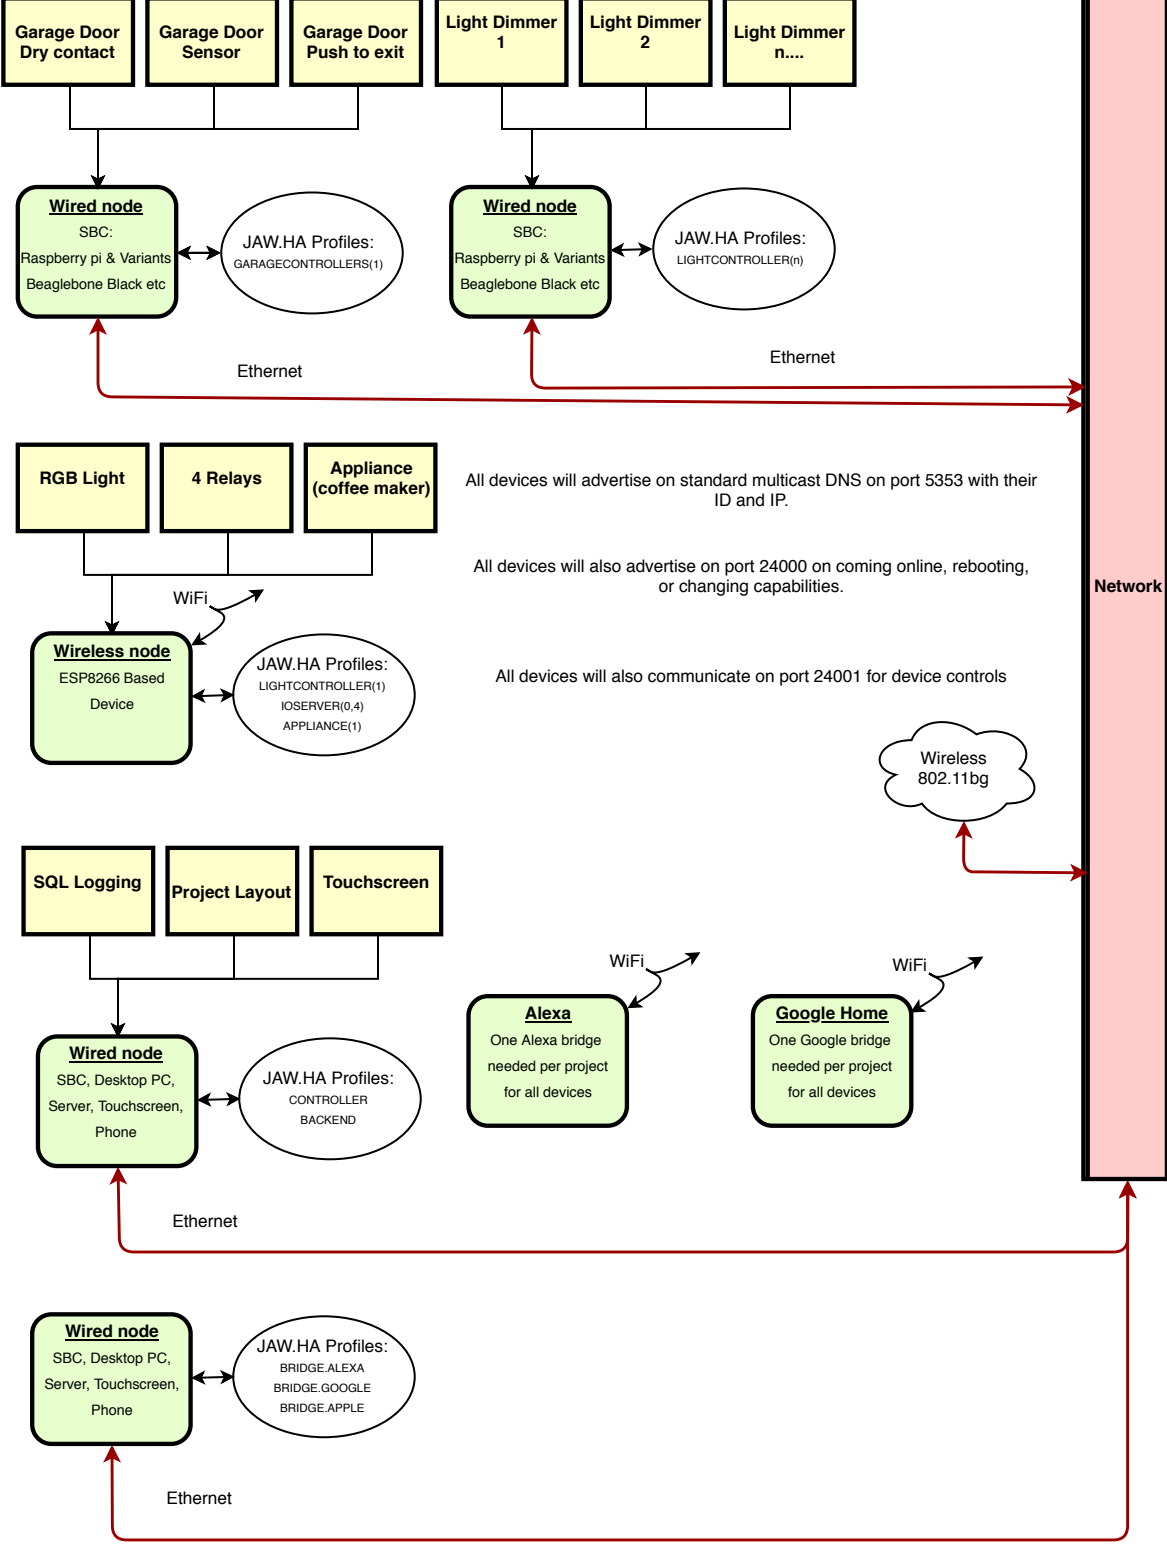 Garage Door
Dry contact
Garage Door
Sensor
Garage Door
Push to exit
Light Dimmer
1
Light Dimmer
2
Light Dimmer
n....
Wired node
SBC:
Raspberry pi & Variants
Beaglebone Black etc
JAW.HA Profiles:
GARAGECONTROLLERS(1)
Wired node
SBC:
Raspberry pi & Variants
Beaglebone Black etc
JAW.HA Profiles:
LIGHTCONTROLLER(n)
Ethernet
Ethernet
RGB Light
4 Relays
Appliance
(coffee maker)
All devices will advertise on standard multicast DNS on port 5353 with their
ID and IP.
All devices will also advertise on port 24000 on coming online, rebooting,
or changing capabilities.
Network
WiFi
Wireless node
ESP8266 Based
Device
JAW.HA Profiles:
LIGHTCONTROLLER(1)
IOSERVER(0,4)
APPLIANCE(1)
All devices will also communicate on port 24001 for device controls
Wireless
802.11bg
SQL Logging
Project Layout
Touchscreen
WiFi
WiFi
Alexa
One Alexa bridge
needed per project
for all devices
Google Home
One Google bridge
needed per project
for all devices
Wired node
SBC, Desktop PC,
Server, Touchscreen,
Phone
JAW.HA Profiles:
CONTROLLER
BACKEND
Ethernet
Wired node
SBC, Desktop PC,
Server, Touchscreen,
Phone
JAW.HA Profiles:
BRIDGE.ALEXA
BRIDGE.GOOGLE
BRIDGE.APPLE
Ethernet